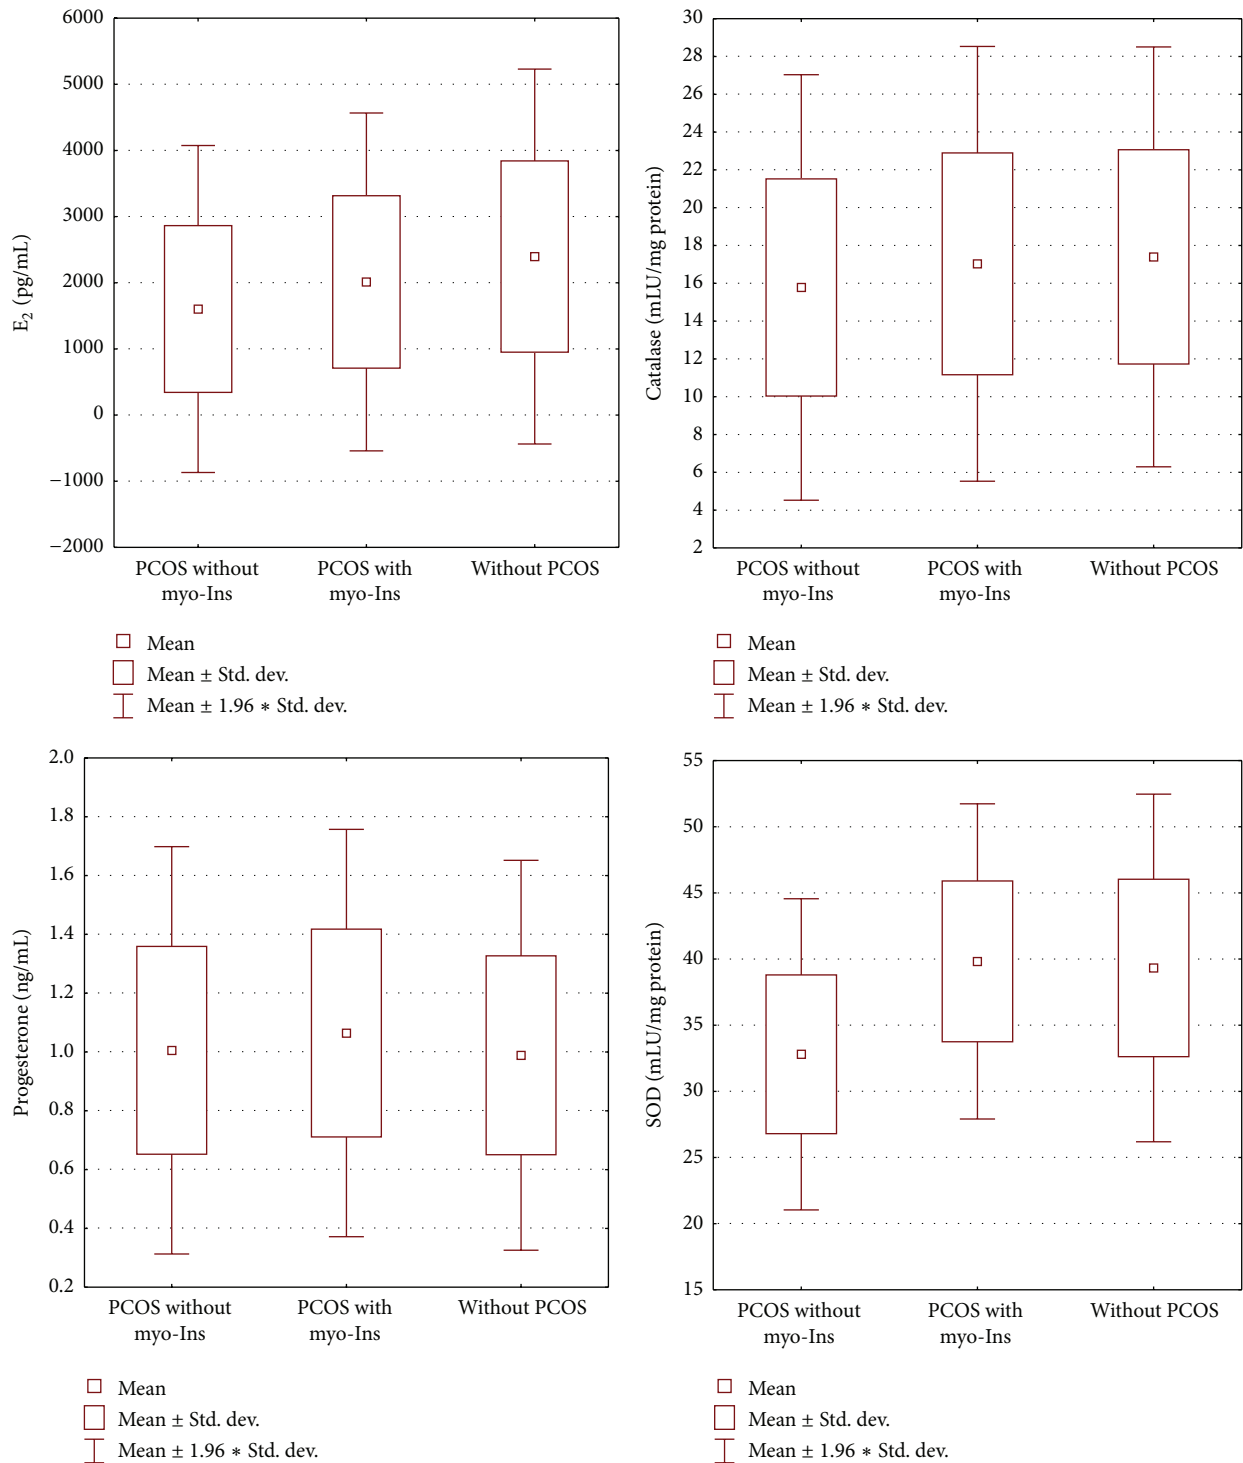 6000
5000
4000
3000
2000
1000
0
−1000
−2000
E₂ (pg/mL)
PCOS without
myo-Ins
PCOS with
myo-Ins
Without PCOS
Mean
Mean ± Std. dev.
Mean ± 1.96 ∗ Std. dev.
30
28
26
24
22
20
18
16
14
12
10
8
6
4
2
Catalase (mLU/mg protein)
PCOS without
myo-Ins
PCOS with
myo-Ins
Without PCOS
Mean
Mean ± Std. dev.
Mean ± 1.96 ∗ Std. dev.
2.0
1.8
1.6
1.4
1.2
1.0
0.8
0.6
0.4
0.2
Progesterone (ng/mL)
PCOS without
myo-Ins
PCOS with
myo-Ins
Without PCOS
Mean
Mean ± Std. dev.
Mean ± 1.96 ∗ Std. dev.
55
50
45
40
35
30
25
20
15
SOD (mLU/mg protein)
PCOS without
myo-Ins
PCOS with
myo-Ins
Without PCOS
Mean
Mean ± Std. dev.
Mean ± 1.96 ∗ Std. dev.